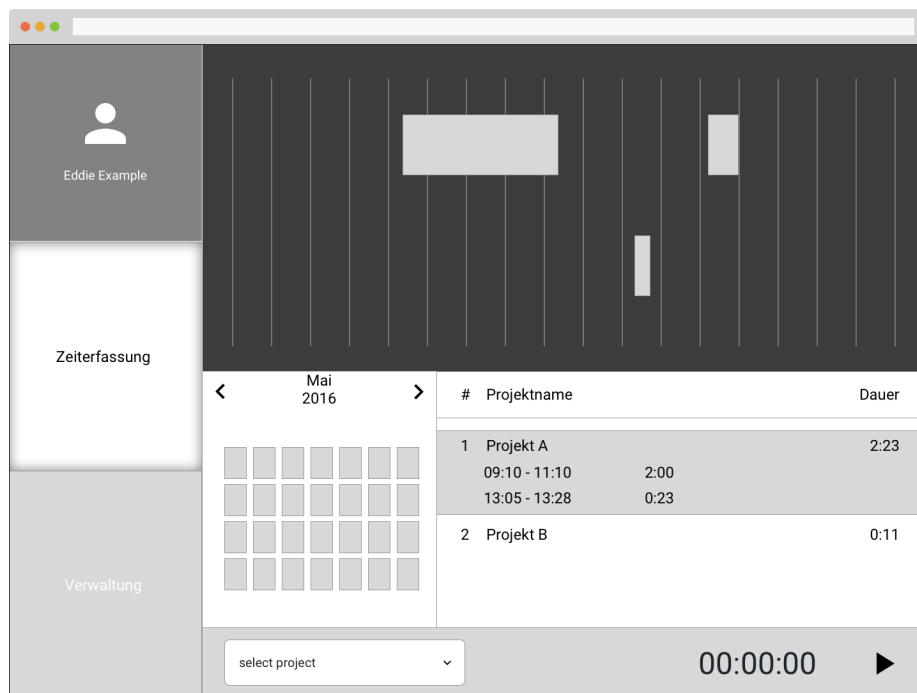 Eddie Example
Zeiterfassung
Verwaltung
Mai
2016
# Projektname Dauer
1 Projekt A 2:23
09:10 - 11:10 2:00
13:05 - 13:28 0:23
2 Projekt B 0:11
select project
00:00:00